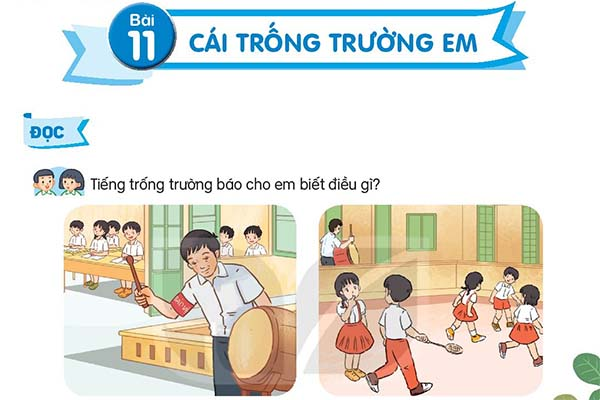 Bài
11
CÁI TRỐNG TRƯỜNG EM
ĐỌC
Tiếng trống trường báo cho em biết điều gì?